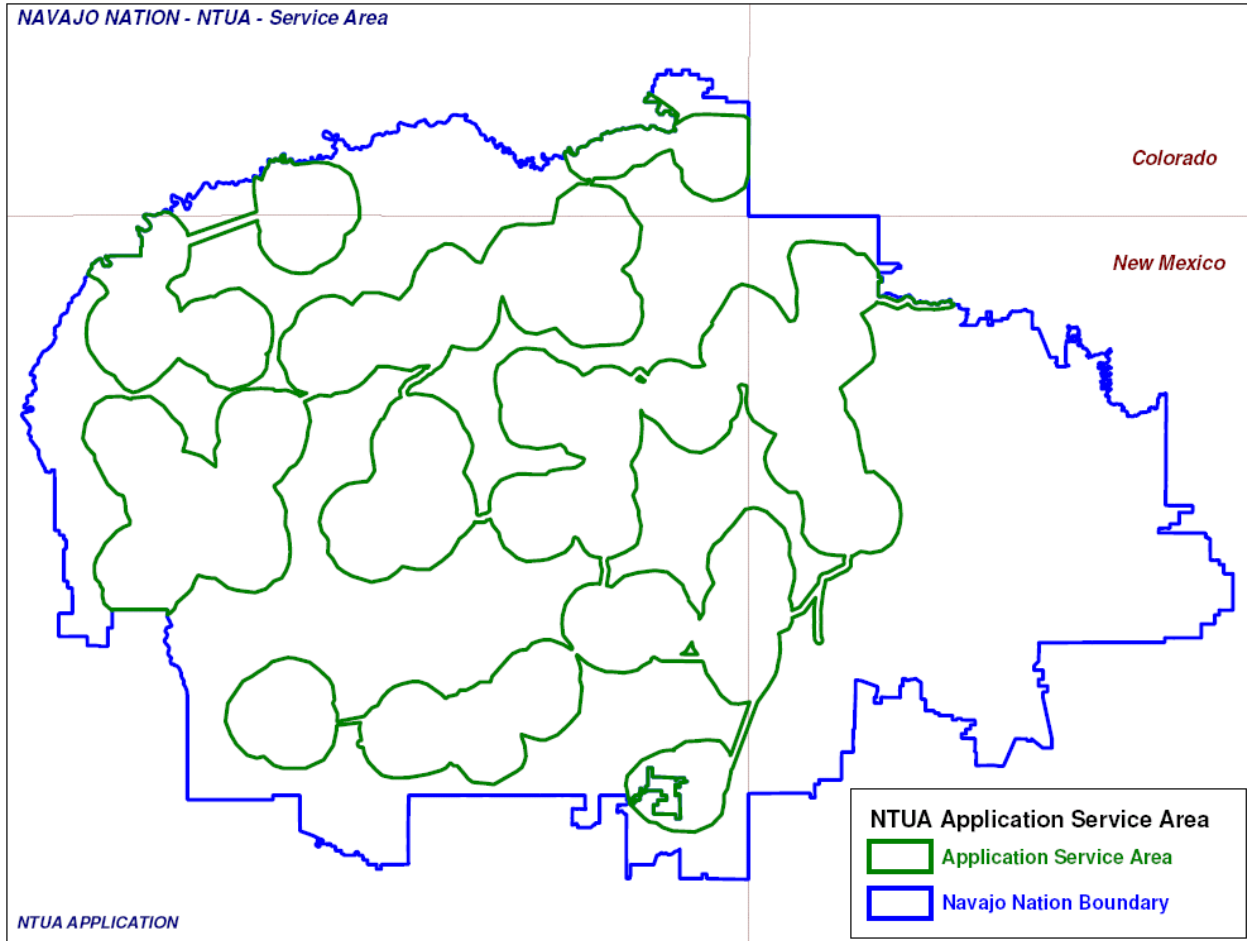 NAVAJO NATION - NTUA - Service Area
Colorado
New Mexico
NTUA Application Service Area
Application Service Area
Navajo Nation Boundary
NTUA APPLICATION